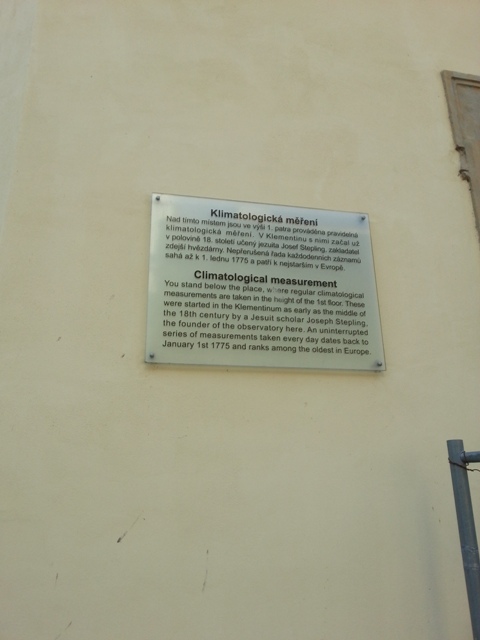 Klimatologická měření
Nad tímto místem jsou ve výši 1. patra prováděna pravidelná
klimatologická měření. V Klementinu s nimi začal už
v polovině 18. století učený jezuita Josef Stepling, zakladatel
zdejší hvězdárny. Nepřerušená řada každodenních záznamů
sahá až k 1. lednu 1775 a patří k nejstarším v Evropě.
Climatological measurement
You stand below the place, where regular climatological
measurements are taken in the height of the 1st floor. These
were started in the Klementinum as early as the middle of
the 18th century by a Jesuit scholar Joseph Stepling,
the founder of the observatory here. An uninterrupted
series of measurements taken every day dates back to
January 1st 1775 and ranks among the oldest in Europe.